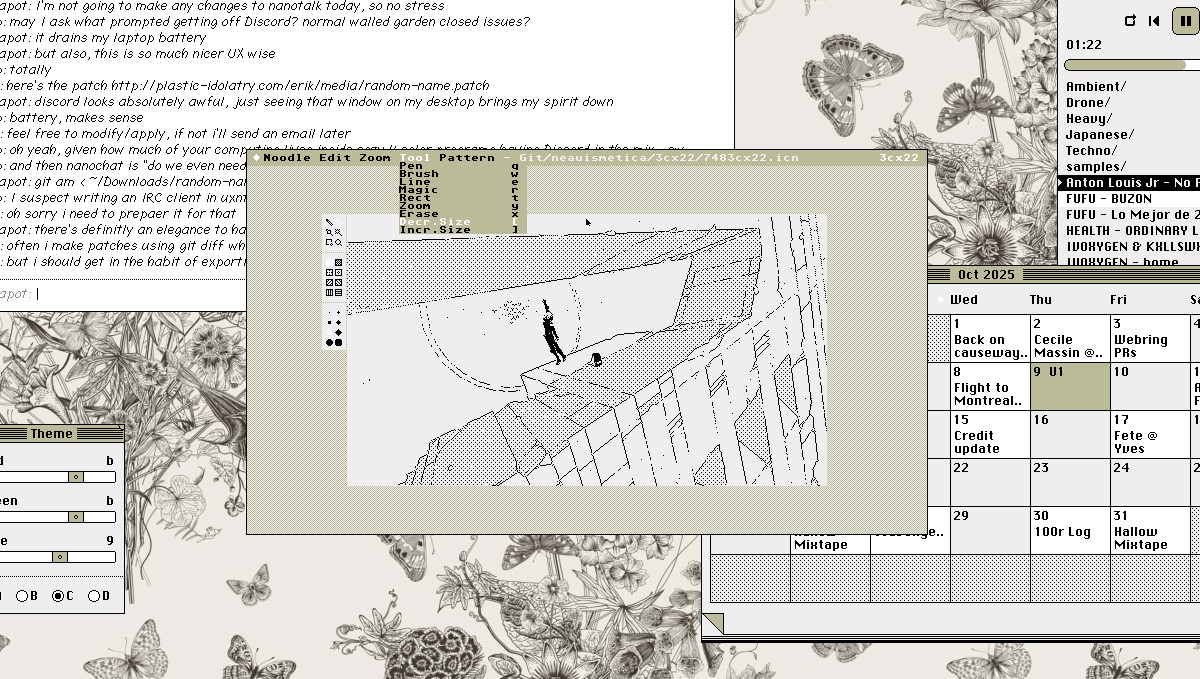 apot: I'm not going to make any changes to nanotalk today, so no stress
: may I ask what prompted getting off Discord? normal walled garden closed issues?
apot: it drains my laptop battery
apot: but also, this is so much nicer UX wise
: totally
: here's the patch http://plastic-idolatry.com/erik/media/random-name.patch
apot: discord looks absolutely awful, just seeing that window on my desktop brings my spirit down
: battery, makes sense
: feel free to modify/apply, if not i'll send an email later
: oh yeah, given how much of your
: and then nanochat is "do we even need
apot: git am < ~/Downloads/random-na
: I suspect writing an IRC client in uxnt
: oh sorry i need to prepaer it for that
apot: there's definitly an elegance to ha
: often i make patches using git diff wh
: but i should get in the habit of exporti
apot:
Noodle Edit Zoom Tool Pattern - Git/neauismetica/3cx22/7483cx22.icn 3cx22
Pen q
Brush w
Line e
Magic r
Rect t
Zoom y
Erase x
Decr.Size [
Incr.Size ]
01:22
Ambient/
Drone/
Heavy/
Japanese/
Techno/
samples/
Anton Louis Jr - No F
FUFU - BUZON
FUFU - Lo Mejor de 2
HEALTH - ORDINARY L
IVOXYGEN & KXLLSWX
IVOXYGEN - home
Oct 2025
Wed Thu Fri Sa
1 2 3 4
Back on causeway..
Cecile Massin @..
Webring PRs
8 9 U1 10 1
Flight to Montreal..
15 16 17 1
Credit update
Fete @ Yves
22 23 24 2
29 30 31
100r Log
Hallow Mixtape
Mixtape
Theme
d b
een b
e 9
B C D